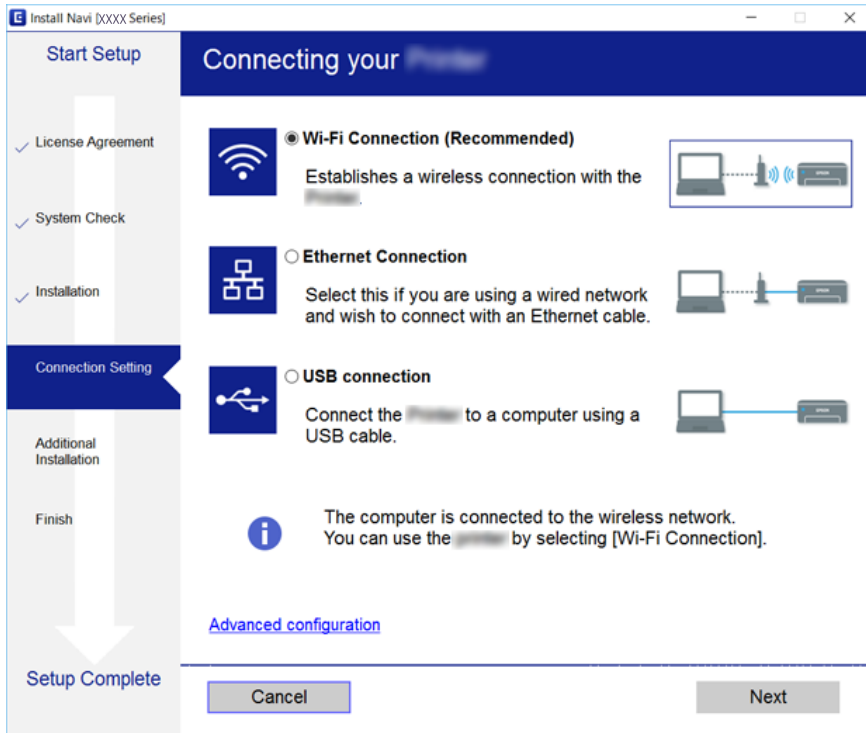 Install Navi [XXXX Series]
Start Setup
License Agreement
System Check
Installation
Connection Setting
Additional
Installation
Finish
Setup Complete
Connecting your
Wi-Fi Connection (Recommended)
Establishes a wireless connection with the
.
Ethernet Connection
Select this if you are using a wired network
and wish to connect with an Ethernet cable.
USB connection
Connect the to a computer using a
USB cable.
The computer is connected to the wireless network.
You can use the by selecting [Wi-Fi Connection].
Advanced configuration
Cancel
Next